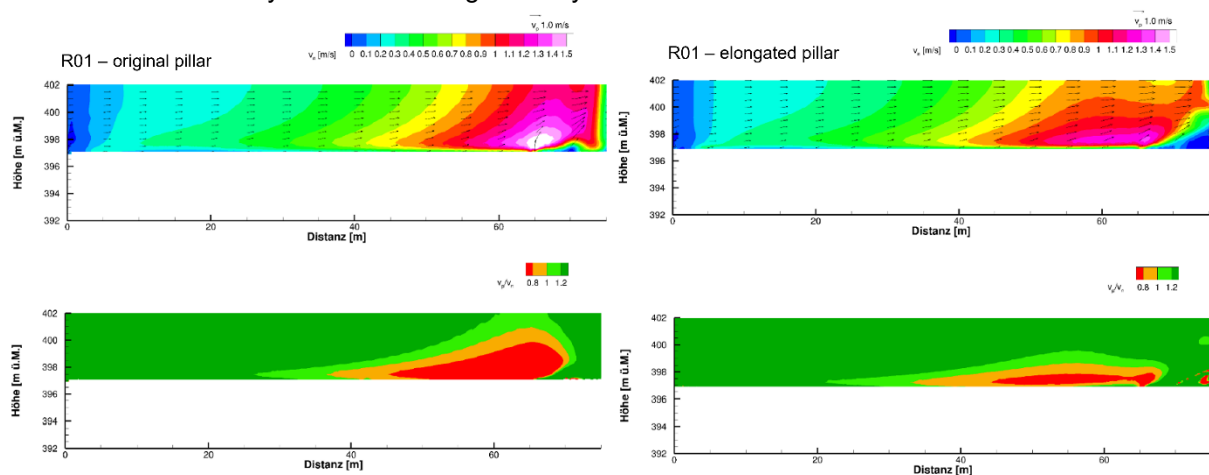 v_p 1.0 m/s
v_n [m/s] 0 0.1 0.2 0.3 0.4 0.5 0.6 0.7 0.8 0.9 1 1.1 1.2 1.3 1.4 1.5
R01 – original pillar
402
400
398
396
394
392
Höhe [m ü.M.]
0 20 40 60
Distanz [m]
v_p 1.0 m/s
v_n [m/s] 0 0.1 0.2 0.3 0.4 0.5 0.6 0.7 0.8 0.9 1 1.1 1.2 1.3 1.4 1.5
R01 – elongated pillar
402
400
398
396
394
392
Höhe [m ü.M.]
0 20 40 60
Distanz [m]
v_p/v_n 0.8 1 1.2
402
400
398
396
394
392
Höhe [m ü.M.]
0 20 40 60
Distanz [m]
v_p/v_n 0.8 1 1.2
402
400
398
396
394
392
Höhe [m ü.M.]
0 20 40 60
Distanz [m]